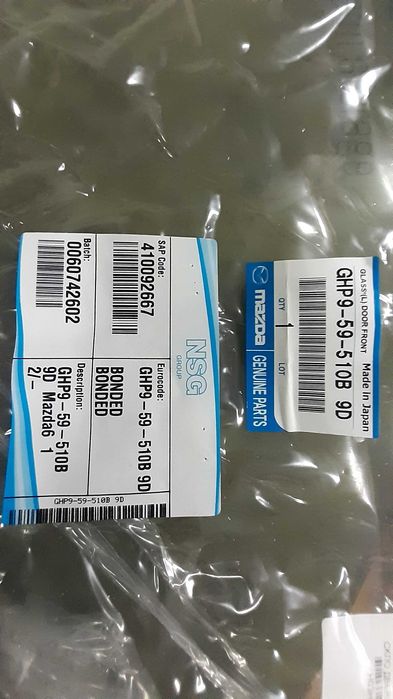 GLASS(L) DOOR FRONT Made in Japan
GHP9-59-510B 9D
QTY LOT
1
mazda GENUINE PARTS
NSG
GROUP
SAP Code:
410092667
Eurocode:
GHP9-59-510B 9D
BONDED
BONDED
Batch:
0060742602
Description:
GHP9-59-510B
9D Mazda6 1
2/-
GHP9-59-510B 9D